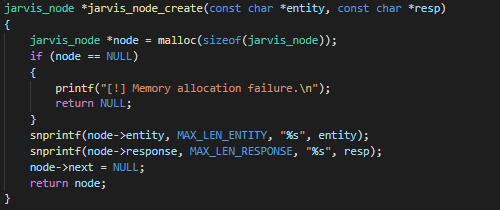 jarvis_node *jarvis_node_create(const char *entity, const char *resp)
{
    jarvis_node *node = malloc(sizeof(jarvis_node));
    if (node == NULL)
    {
        printf("[!] Memory allocation failure.\n");
        return NULL;
    }
    snprintf(node->entity, MAX_LEN_ENTITY, "%s", entity);
    snprintf(node->response, MAX_LEN_RESPONSE, "%s", resp);
    node->next = NULL;
    return node;
}